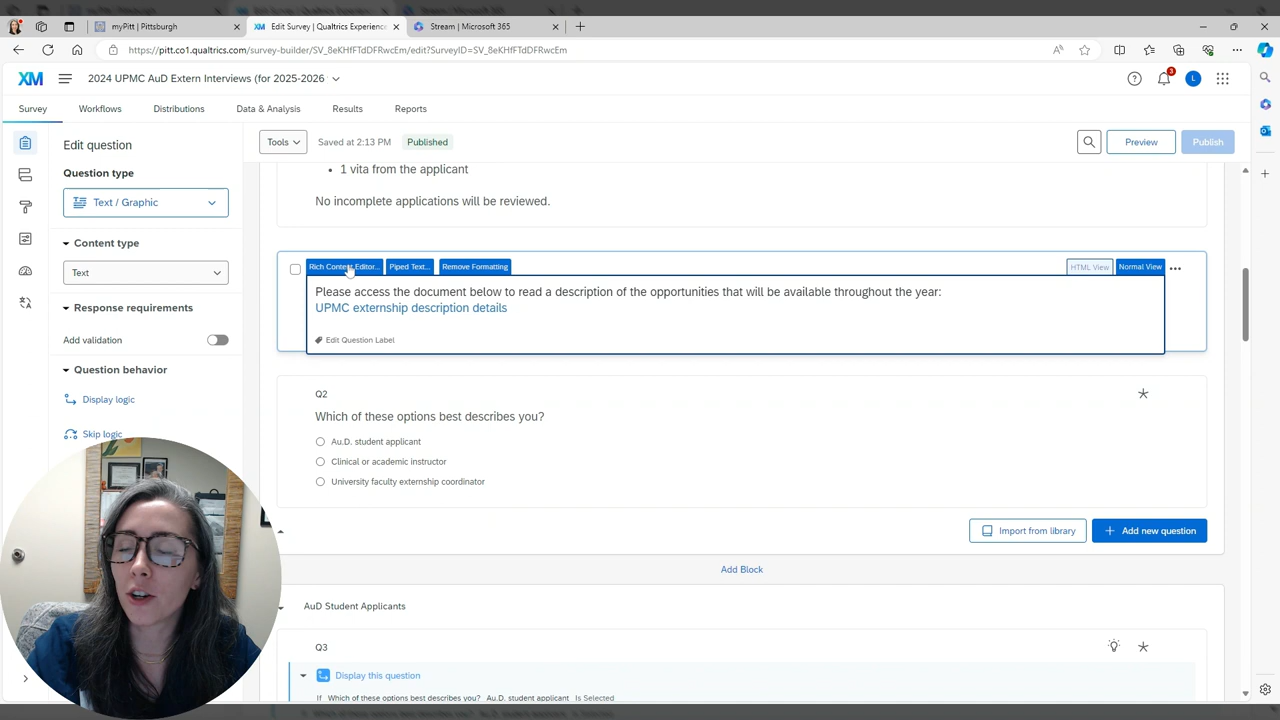 myPitt | Pittsburgh
XM Edit Survey | Qualtrics Experience
Stream | Microsoft 365
https://pitt.co1.qualtrics.com/survey-builder/SV_8eKHfFTdDFRwcEm/edit?SurveyID=SV_8eKHfFTdDFRwcEm
XM
2024 UPMC AuD Extern Interviews (for 2025-2026
3
L
Survey
Workflows
Distributions
Data & Analysis
Results
Reports
Edit question
Tools
Saved at 2:13 PM
Published
Preview
Publish
Question type
Text / Graphic
Content type
Text
Response requirements
Add validation
Question behavior
Display logic
Skip logic
• 1 vita from the applicant
No incomplete applications will be reviewed.
Rich Content Editor...
Piped Text...
Remove Formatting
HTML View
Normal View
Please access the document below to read a description of the opportunities that will be available throughout the year:
UPMC externship description details
Edit Question Label
Q2
Which of these options best describes you?
Au.D. student applicant
Clinical or academic instructor
University faculty externship coordinator
Import from library
+ Add new question
Add Block
AuD Student Applicants
Q3
Display this question
If Which of these options best describes you? Au.D. student applicant Is Selected